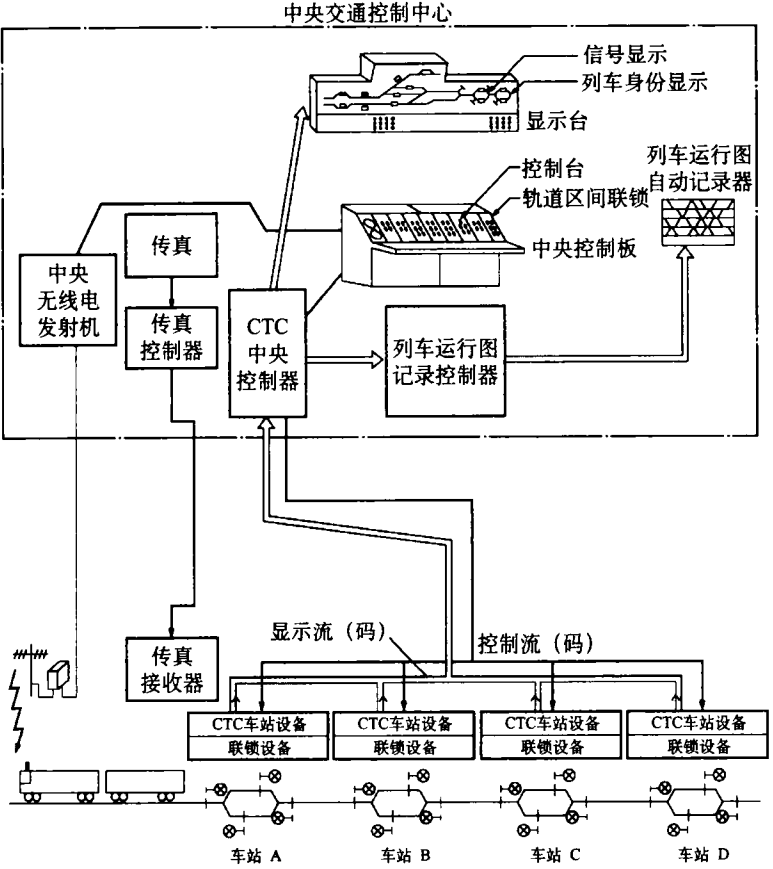 中央交通控制中心
信号显示
列车身份显示
显示台
列车运行图
自动记录器
控制台
轨道区间联锁
中央控制板
传真
中央
无线电
发射机
传真
控制器
CTC
中央
控制器
列车运行图
记录控制器
显示流（码）
控制流（码）
传真
接收器
CTC车站设备
联锁设备
CTC车站设备
联锁设备
CTC车站设备
联锁设备
CTC车站设备
联锁设备
车站 A
车站 B
车站 C
车站 D